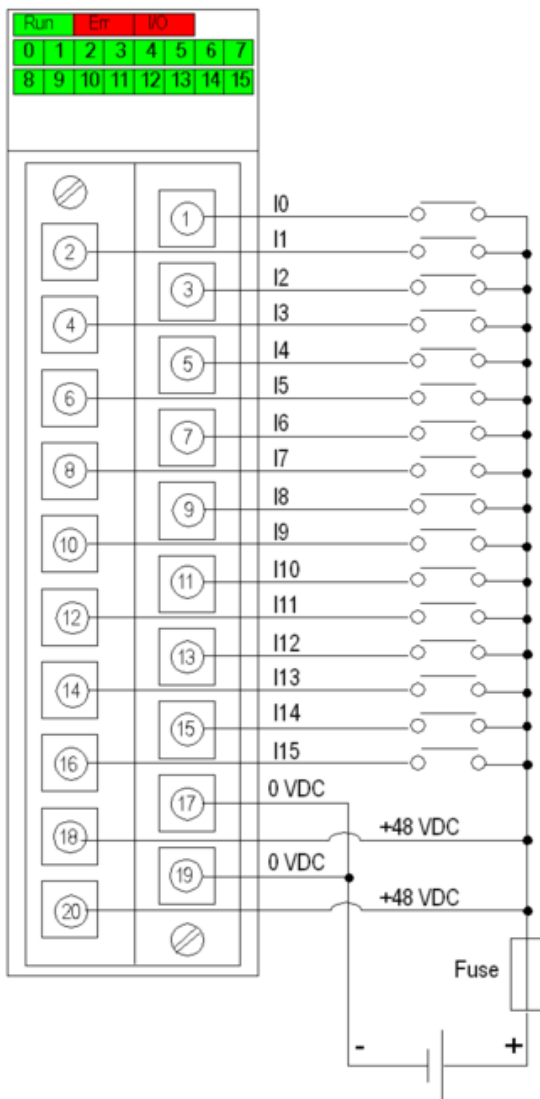 Run Err I/O
0 1 2 3 4 5 6 7
8 9 10 11 12 13 14 15
1 I0
2 I1
3 I2
4 I3
5 I4
6 I5
7 I6
8 I7
9 I8
10 I9
11 I10
12 I11
13 I12
14 I13
15 I14
16 I15
17 0 VDC
18 +48 VDC
19 0 VDC
20 +48 VDC
Fuse
- +